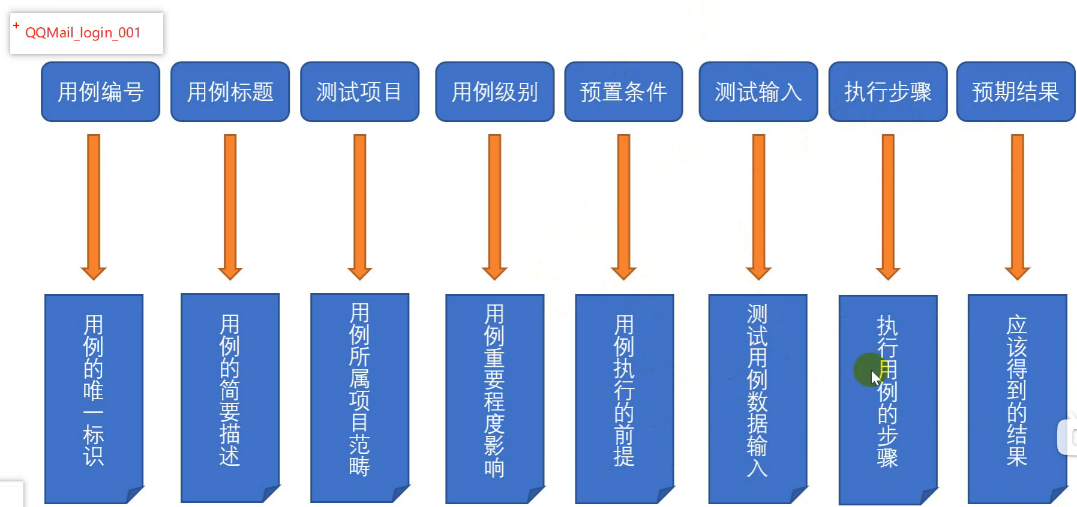 + QQMail_login_001
用例编号
用例标题
测试项目
用例级别
预置条件
测试输入
执行步骤
预期结果
用例的唯一标识
用例的简要描述
用例所属项目范畴
用例重要程度影响
用例执行的前提
测试用例数据输入
执行用例的步骤
应该得到的结果